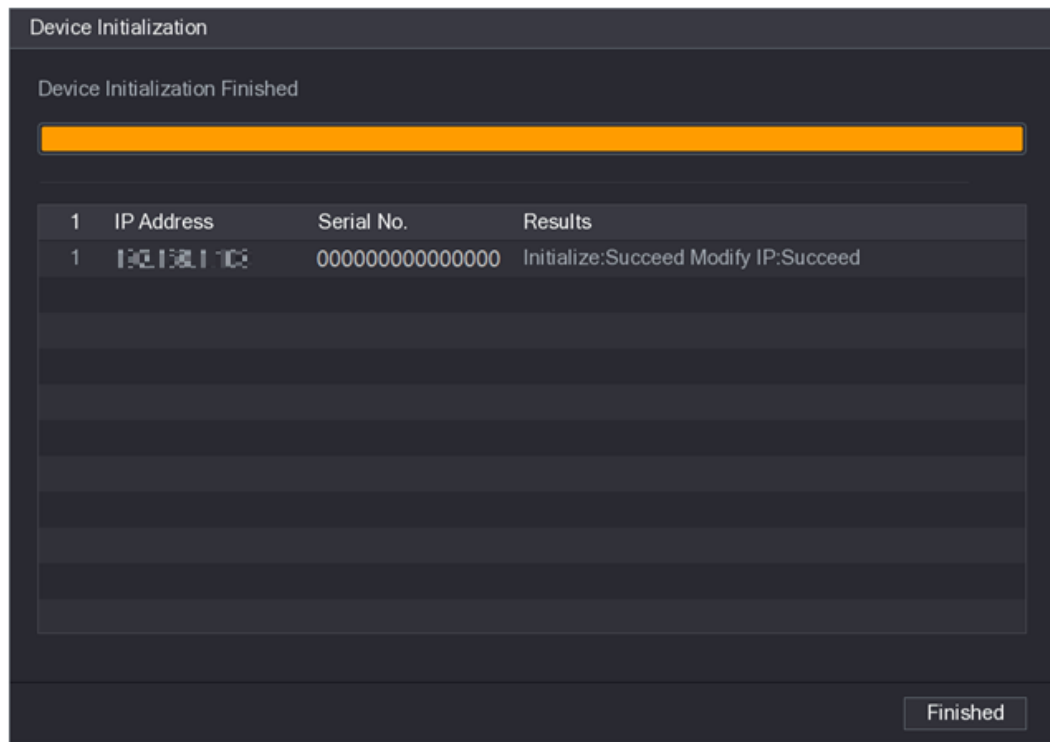 Device Initialization
Device Initialization Finished
1 IP Address Serial No. Results
1 000000000000000 Initialize:Succeed Modify IP:Succeed
Finished